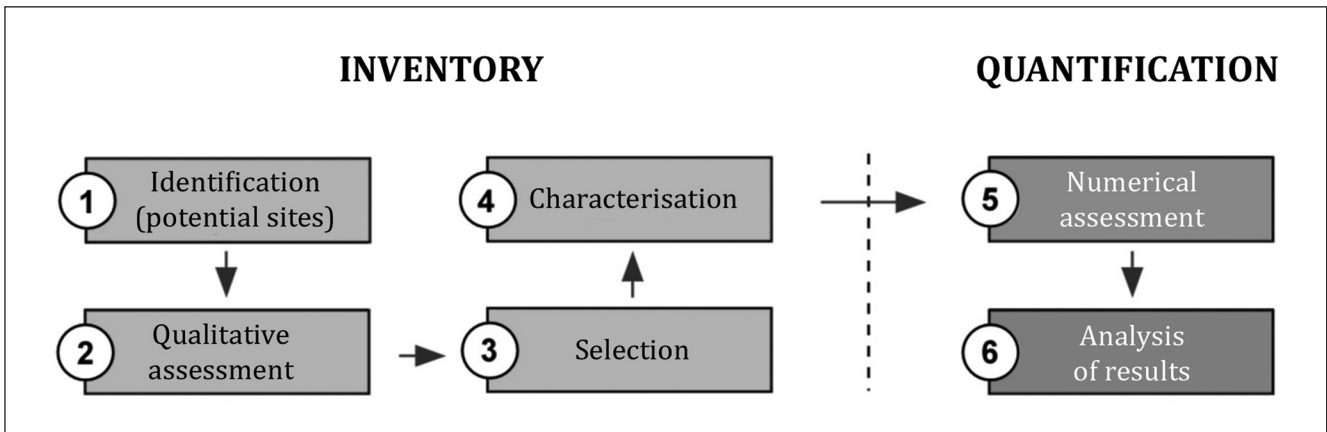 INVENTORY
QUANTIFICATION
1
Identification
(potential sites)
2
Qualitative
assessment
3
Selection
4
Characterisation
5
Numerical
assessment
6
Analysis
of results